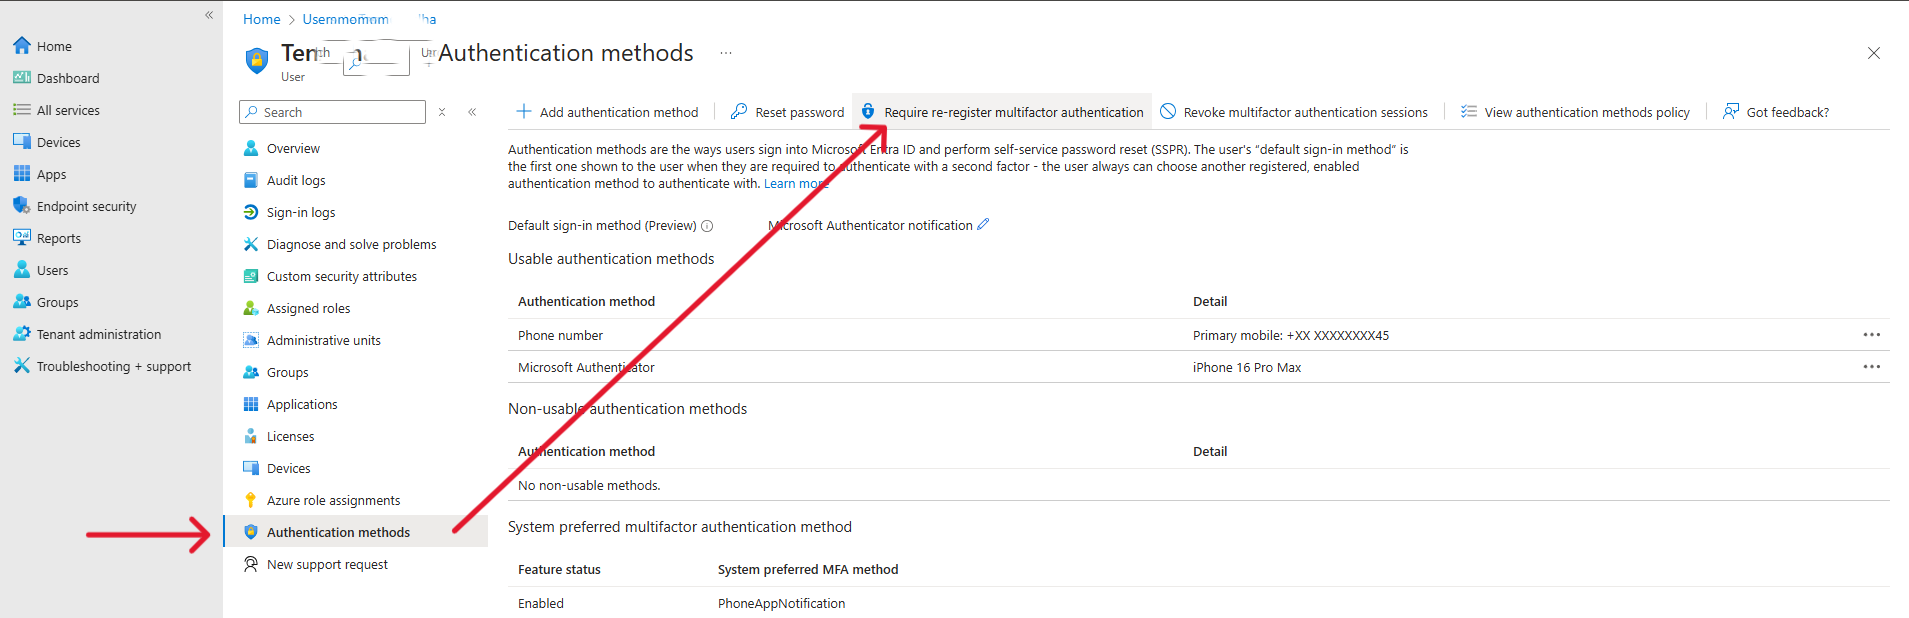 «
Home
Dashboard
All services
Devices
Apps
Endpoint security
Reports
Users
Groups
Tenant administration
Troubleshooting + support
Home >
Authentication methods ...
User
Search
«
Overview
Audit logs
Sign-in logs
Diagnose and solve problems
Custom security attributes
Assigned roles
Administrative units
Groups
Applications
Licenses
Devices
Azure role assignments
Authentication methods
New support request
Add authentication method
Reset password
Require re-register multifactor authentication
Revoke multifactor authentication sessions
View authentication methods policy
Got feedback?
Authentication methods are the ways users sign into Microsoft Entra ID and perform self-service password reset (SSPR). The user's “default sign-in method” is
the first one shown to the user when they are required to authenticate with a second factor - the user always can choose another registered, enabled
authentication method to authenticate with. Learn more
Default sign-in method (Preview) Microsoft Authenticator notification
Usable authentication methods
Authentication method Detail
Phone number Primary mobile: +XX XXXXXXXX45 ...
Microsoft Authenticator iPhone 16 Pro Max ...
Non-usable authentication methods
Authentication method Detail
No non-usable methods.
System preferred multifactor authentication method
Feature status System preferred MFA method
Enabled PhoneAppNotification